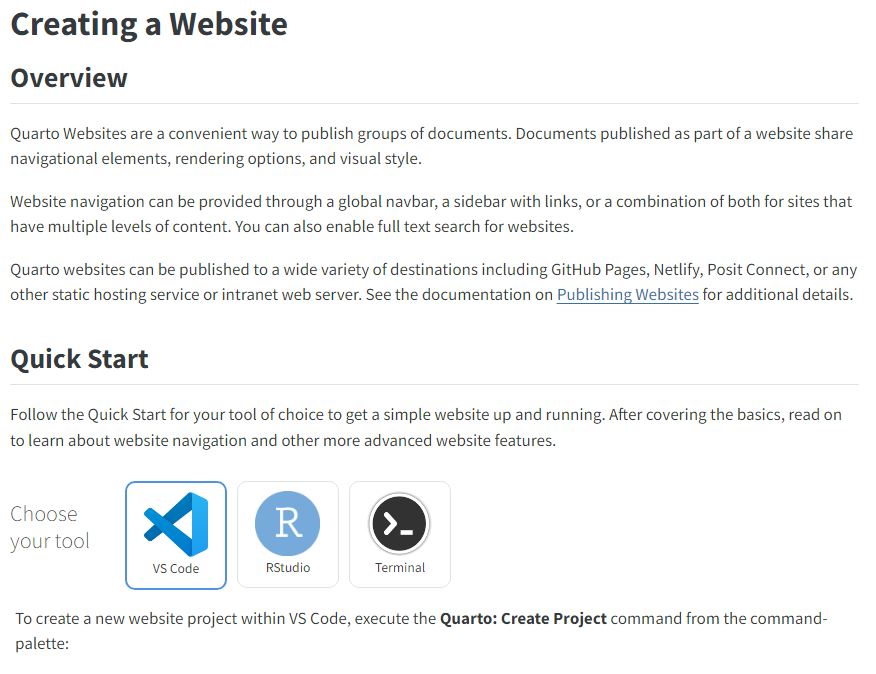 Creating a Website
Overview
Quarto Websites are a convenient way to publish groups of documents. Documents published as part of a website share
navigational elements, rendering options, and visual style.
Website navigation can be provided through a global navbar, a sidebar with links, or a combination of both for sites that
have multiple levels of content. You can also enable full text search for websites.
Quarto websites can be published to a wide variety of destinations including GitHub Pages, Netlify, Posit Connect, or any
other static hosting service or intranet web server. See the documentation on Publishing Websites for additional details.
Quick Start
Follow the Quick Start for your tool of choice to get a simple website up and running. After covering the basics, read on
to learn about website navigation and other more advanced website features.
Choose
your tool
VS Code
R
RStudio
>_
Terminal
To create a new website project within VS Code, execute the Quarto: Create Project command from the command-
palette: